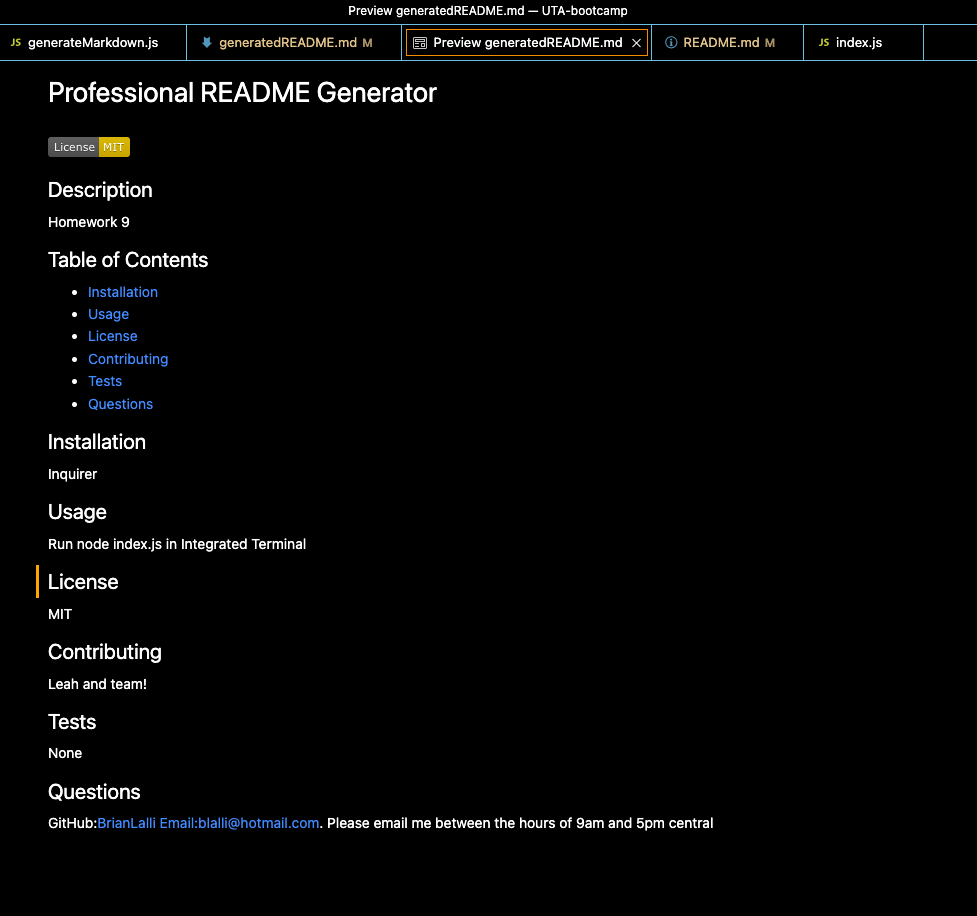 Preview generatedREADME.md — UTA-bootcamp
JS generateMarkdown.js generatedREADME.md M Preview generatedREADME.md README.md M JS index.js
Professional README Generator
License MIT
Description
Homework 9
Table of Contents
Installation
Usage
License
Contributing
Tests
Questions
Installation
Inquirer
Usage
Run node index.js in Integrated Terminal
License
MIT
Contributing
Leah and team!
Tests
None
Questions
GitHub:BrianLalli Email:blalli@hotmail.com. Please email me between the hours of 9am and 5pm central